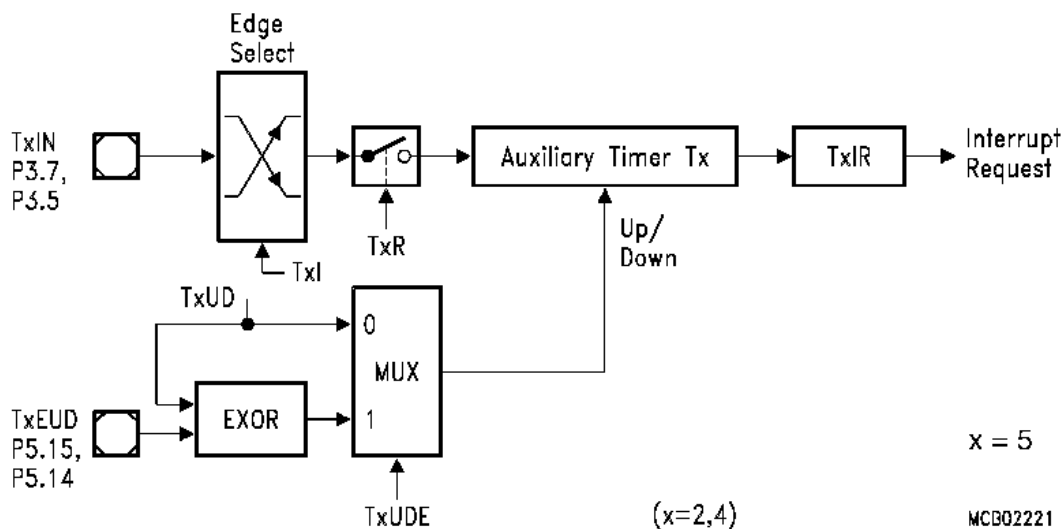 Edge
Select
TxIN
P3.7,
P3.5
Auxiliary Timer Tx
TxIR
Interrupt
Request
TxR
Up/
Down
TxI
TxUD
0
MUX
1
EXOR
TxEUD
P5.15,
P5.14
x = 5
TxUDE
(x=2,4)
MCB02221